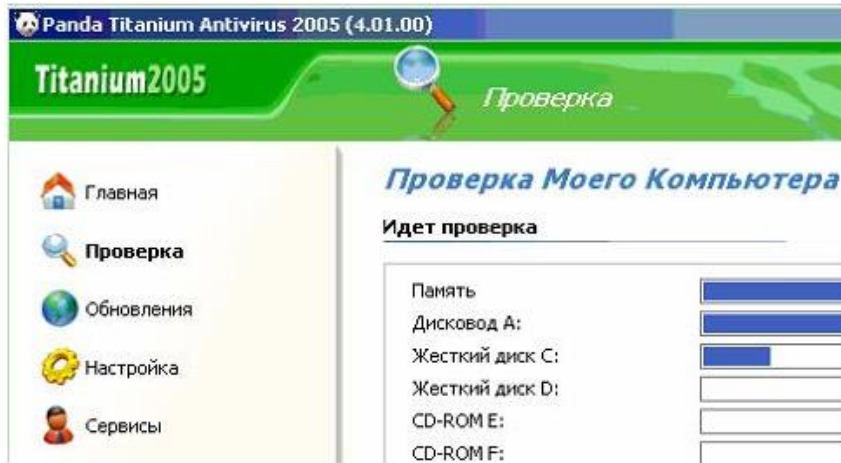 Panda Titanium Antivirus 2005 (4.01.00)
Titanium2005
Проверка
Главная
Проверка
Обновления
Настройка
Сервисы
Проверка Моего Компьютера
Идет проверка
Память
Дисковод A:
Жесткий диск C:
Жесткий диск D:
CD-ROM E:
CD-ROM F: